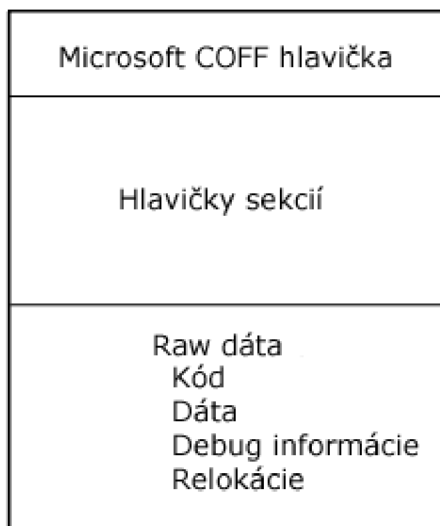 Microsoft COFF hlavička
Hlavičky sekcií
Raw dáta
Kód
Dáta
Debug informácie
Relokácie